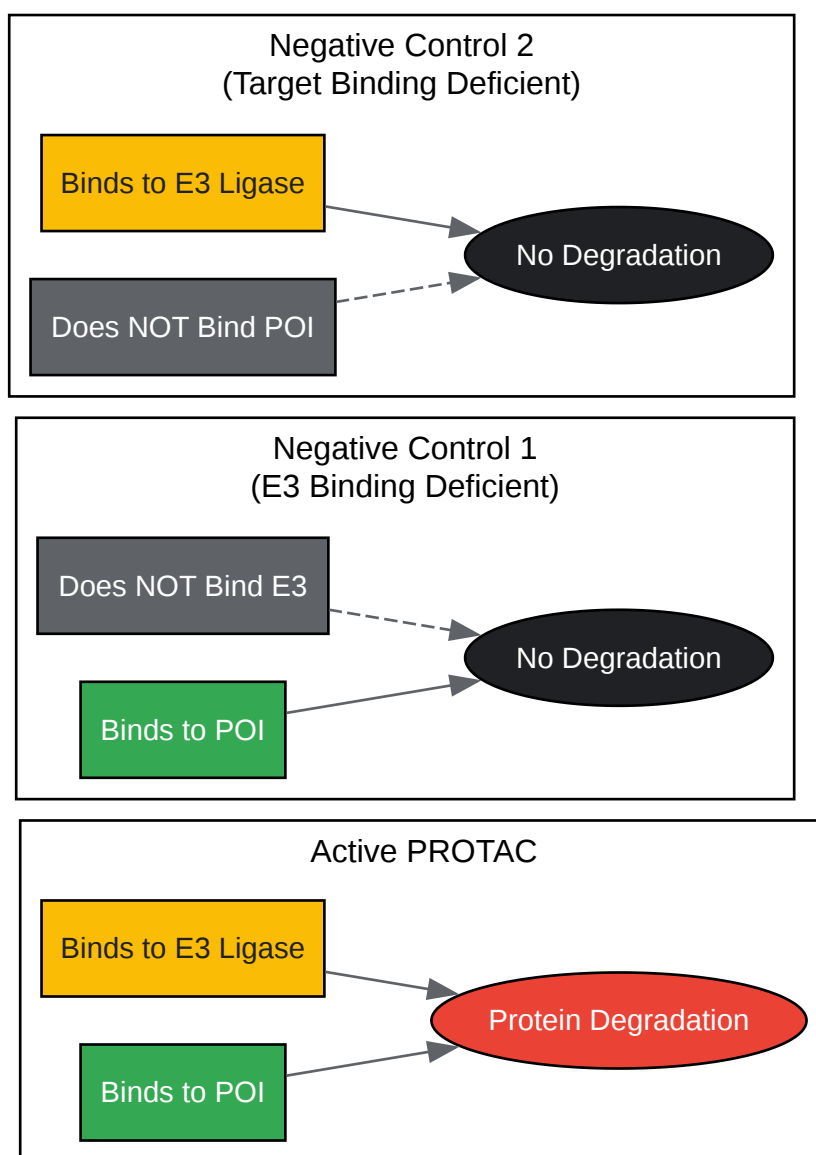 Negative Control 2
(Target Binding Deficient)
Binds to E3 Ligase
No Degradation
Does NOT Bind POI
Negative Control 1
(E3 Binding Deficient)
Does NOT Bind E3
No Degradation
Binds to POI
Active PROTAC
Binds to E3 Ligase
Protein Degradation
Binds to POI